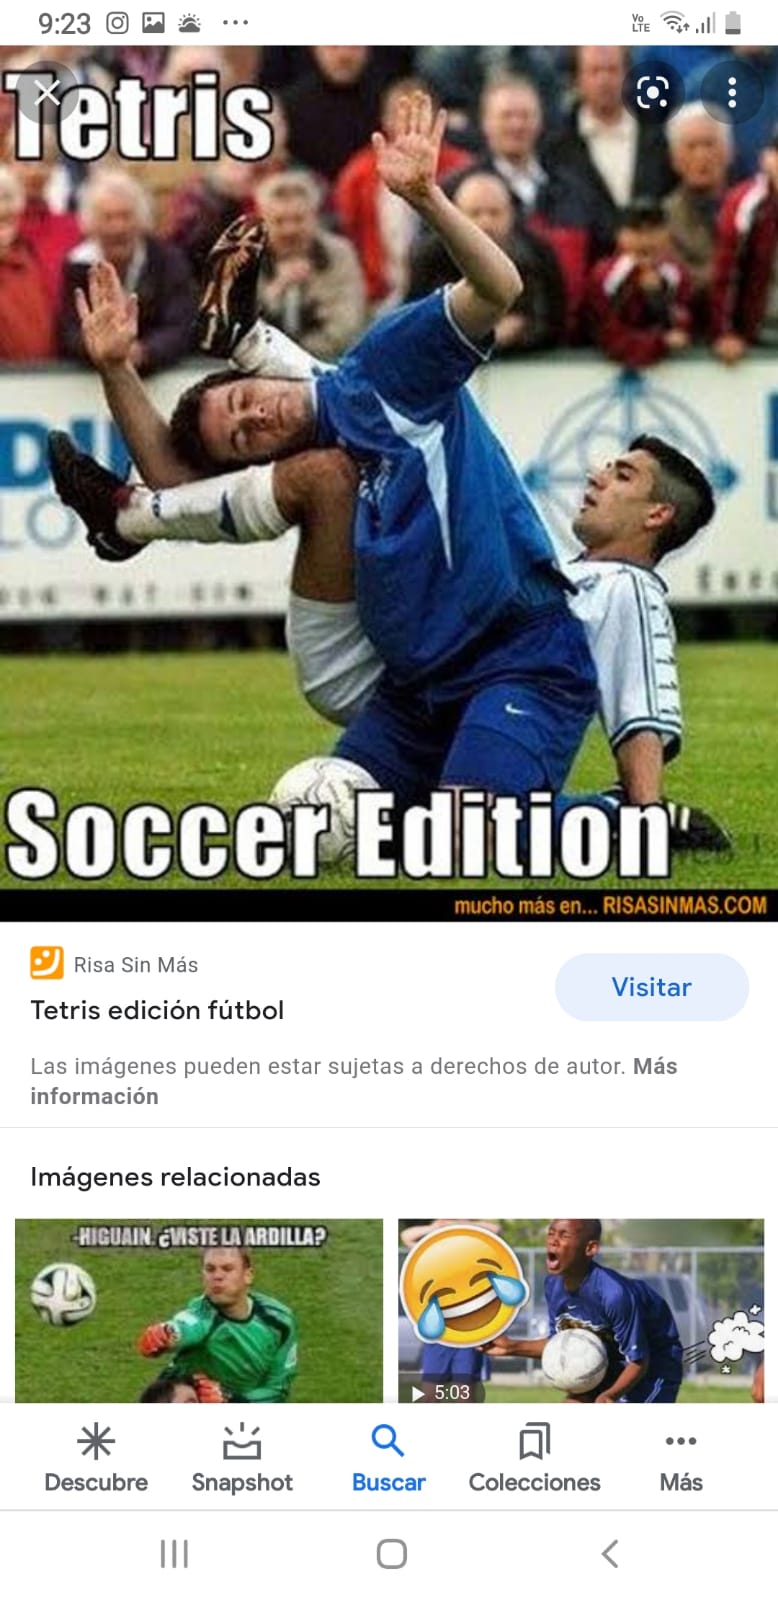 9:23
Vo
LTE
Tetris
Soccer Edition
mucho más en... RISASINMAS.COM
Risa Sin Más
Tetris edición fútbol
Visitar
Las imágenes pueden estar sujetas a derechos de autor. Más
información
Imágenes relacionadas
-HIGUAIN, ¿VISTE LA ARDILLA?
5:03
Descubre
Snapshot
Buscar
Colecciones
Más